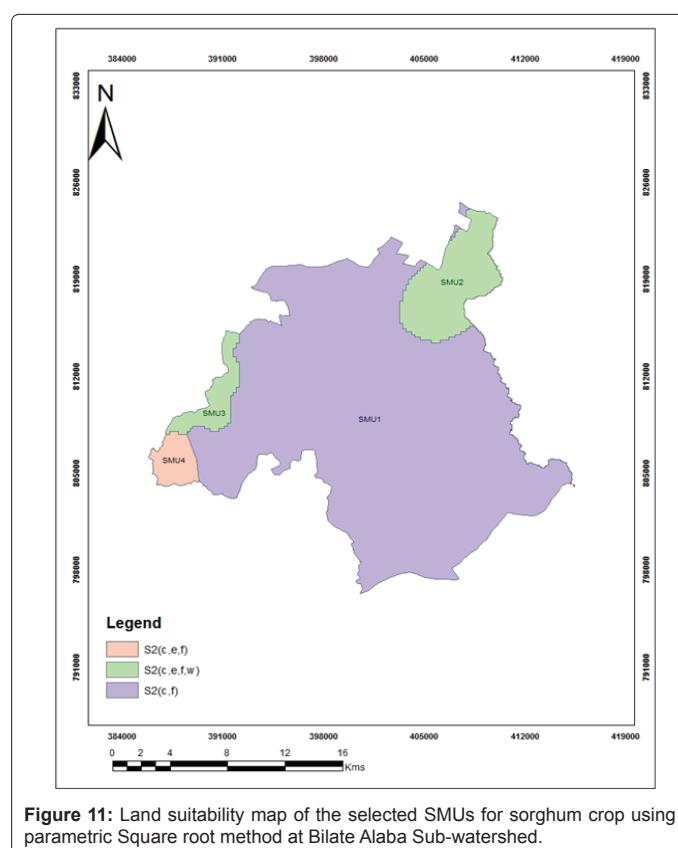 384000 391000 398000 405000 412000 419000
833000 833000
N
826000 826000
819000 819000
SMU2
812000 812000
SMU3
SMU1
SMU4
805000 805000
798000 798000
Legend
S2(c,e,f)
S2(c,e,f,w)
S2(c,f)
791000 791000
384000 391000 398000 405000 412000 419000
0 2 4 8 12 16
Kms
Figure 11: Land suitability map of the selected SMUs for sorghum crop using
parametric Square root method at Bilate Alaba Sub-watershed.